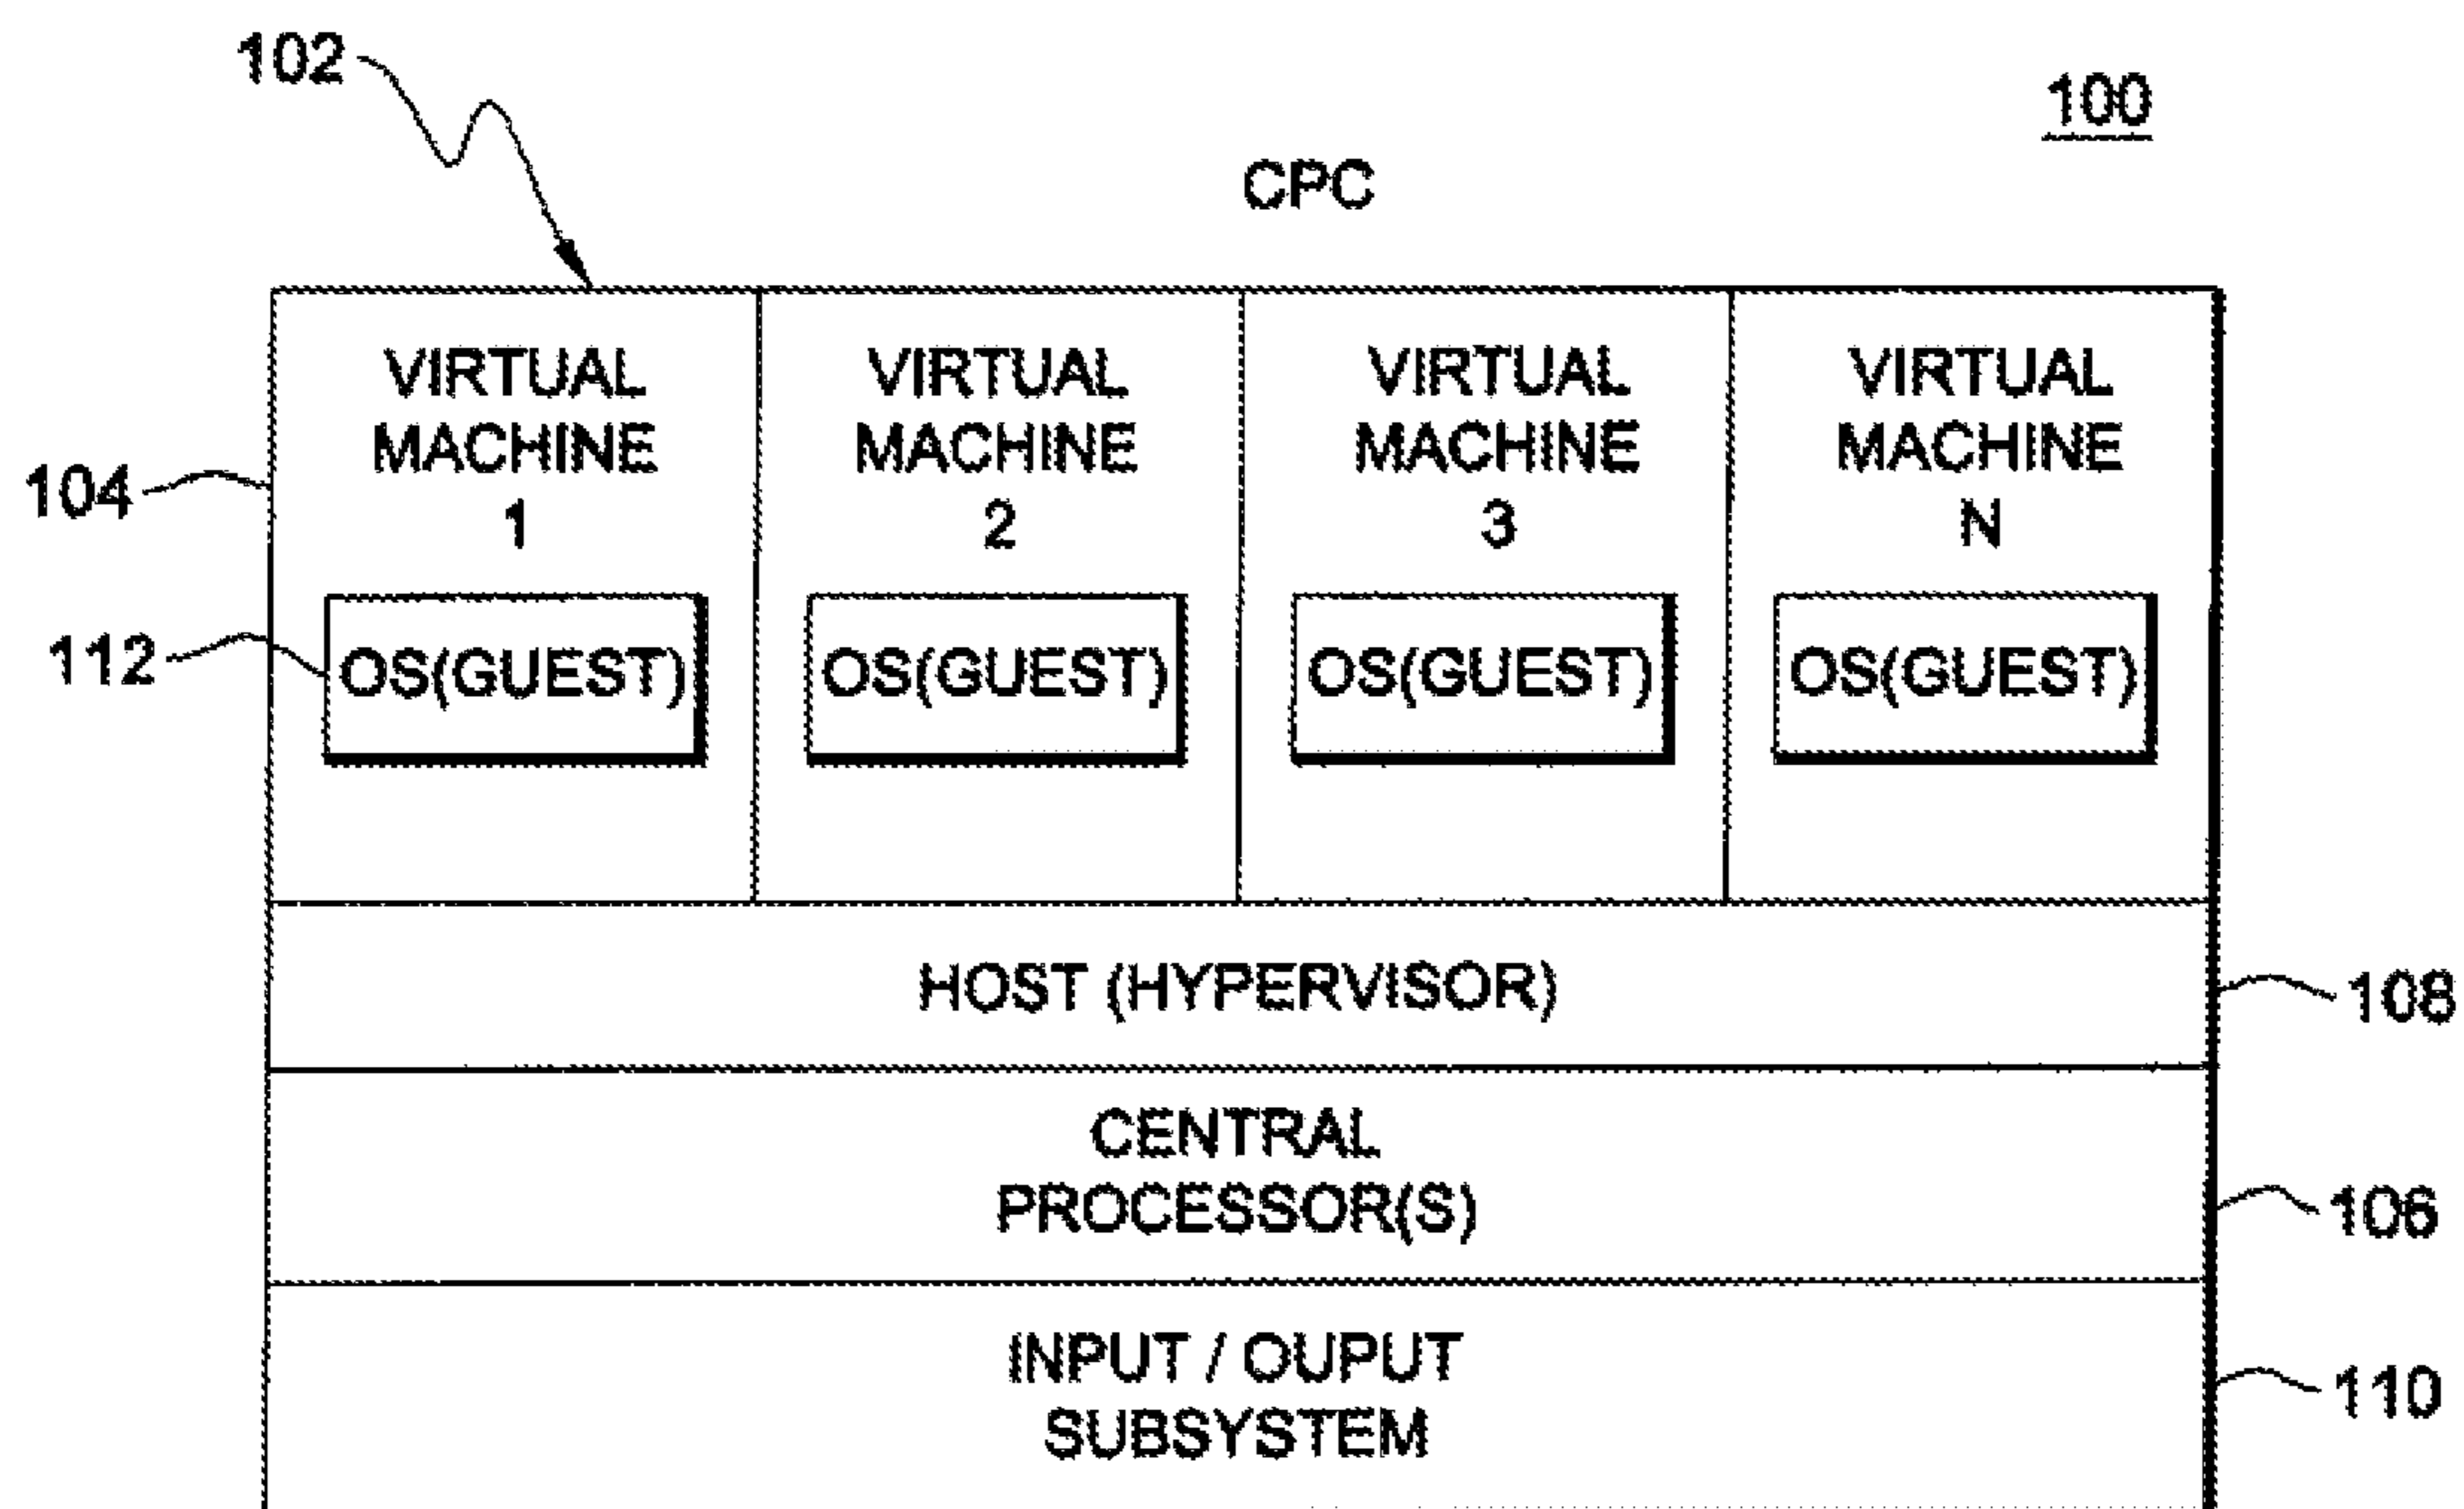 102
100
CPC
VIRTUAL MACHINE 1
VIRTUAL MACHINE 2
VIRTUAL MACHINE 3
VIRTUAL MACHINE N
104
112
OS(GUEST)
OS(GUEST)
OS(GUEST)
OS(GUEST)
HOST (HYPERVISOR)
108
CENTRAL
PROCESSOR(S)
106
INPUT / OUPUT
SUBSYSTEM
110